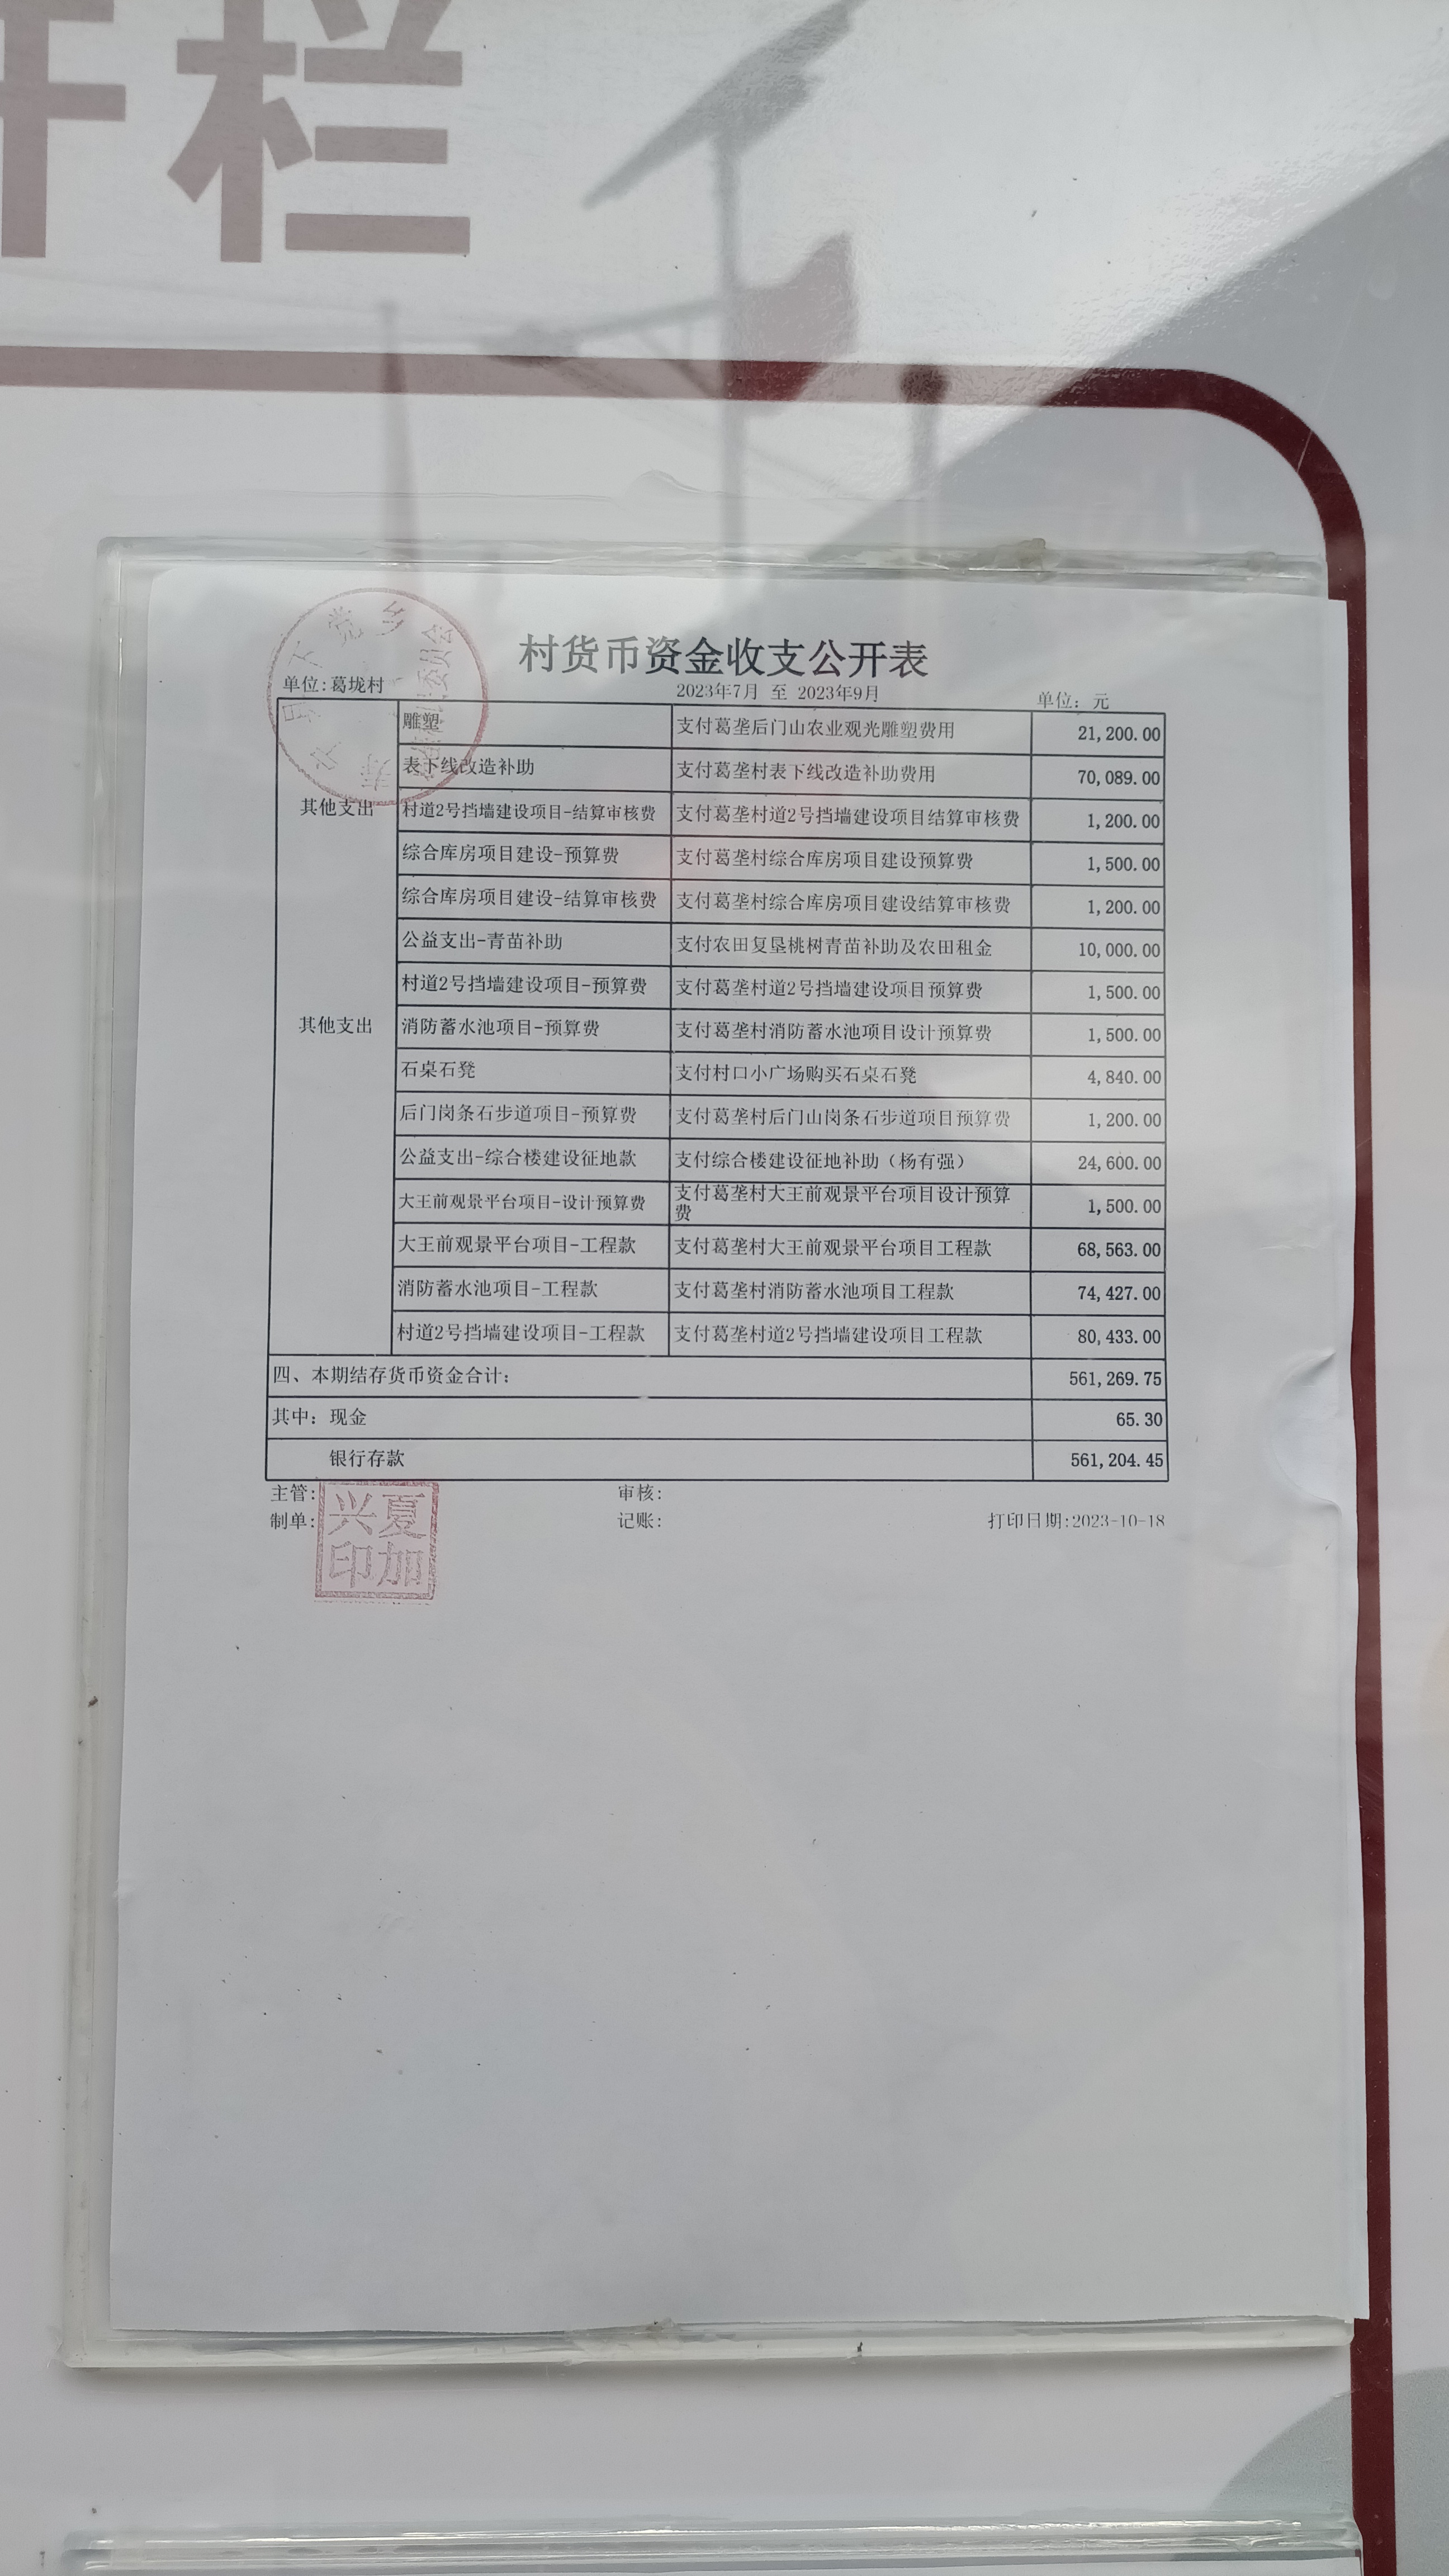 开栏
村货币资金收支公开表
单位:葛垅村 2023年7月 至 2023年9月 单位：元
雕塑 支付葛垄后门山农业观光雕塑费用 21,200.00
表下线改造补助 支付葛垄村表下线改造补助费用 70,089.00
其他支出 村道2号挡墙建设项目-结算审核费 支付葛垄村道2号挡墙建设项目结算审核费 1,200.00
综合库房项目建设-预算费 支付葛垄村综合库房项目建设预算费 1,500.00
综合库房项目建设-结算审核费 支付葛垄村综合库房项目建设结算审核费 1,200.00
公益支出-青苗补助 支付农田复垦桃树青苗补助及农田租金 10,000.00
村道2号挡墙建设项目-预算费 支付葛垄村道2号挡墙建设项目预算费 1,500.00
其他支出 消防蓄水池项目-预算费 支付葛垄村消防蓄水池项目设计预算费 1,500.00
石桌石凳 支付村口小广场购买石桌石凳 4,840.00
后门岗条石步道项目-预算费 支付葛垄村后门山岗条石步道项目预算费 1,200.00
公益支出-综合楼建设征地款 支付综合楼建设征地补助（杨有强） 24,600.00
大王前观景平台项目-设计预算费 支付葛垄村大王前观景平台项目设计预算
费 1,500.00
大王前观景平台项目-工程款 支付葛垄村大王前观景平台项目工程款 68,563.00
消防蓄水池项目-工程款 支付葛垄村消防蓄水池项目工程款 74,427.00
村道2号挡墙建设项目-工程款 支付葛垄村道2号挡墙建设项目工程款 80,433.00
四、本期结存货币资金合计： 561,269.75
其中：现金 65.30
银行存款 561,204.45
主管: 审核:
制单: 记账: 打印日期:2023-10-18
兴夏
印加